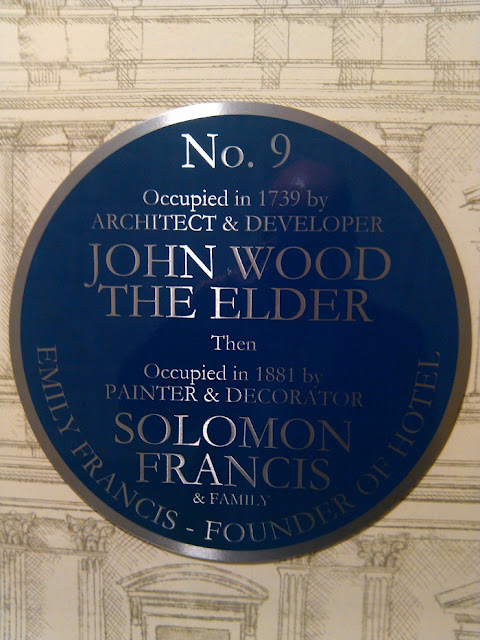 No. 9
Occupied in 1739 by
ARCHITECT & DEVELOPER
JOHN WOOD
THE ELDER
Then
Occupied in 1881 by
PAINTER & DECORATOR
SOLOMON
FRANCIS
& FAMILY
EMILY FRANCIS - FOUNDER OF HOTEL